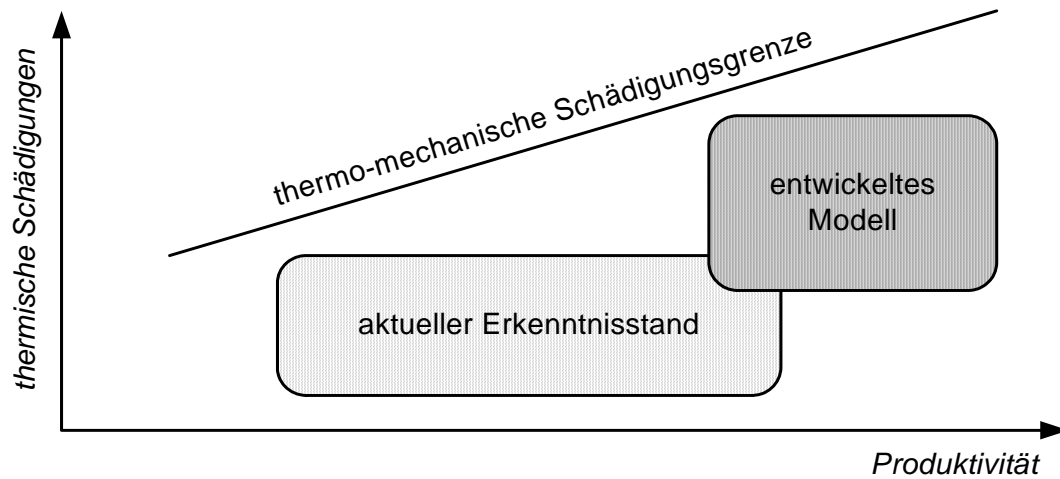 thermische Schädigungen
thermo-mechanische Schädigungsgrenze
entwickeltes
Modell
aktueller Erkenntnisstand
Produktivität